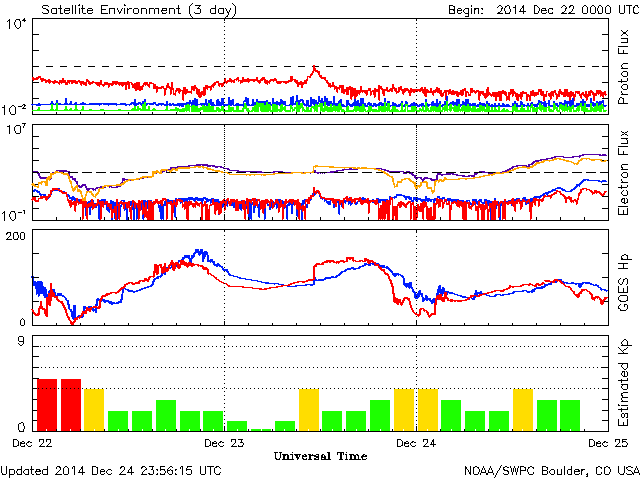 Satellite Environment (3 day) Begin: 2014 Dec 22 0000 UTC
10^4
10^-2
Proton Flux
10^7
10^-1
Electron Flux
200
0
GOES Hp
9
0
Estimated Kp
Dec 22 Dec 23 Dec 24 Dec 25
Universal Time
Updated 2014 Dec 24 23:56:15 UTC NOAA/SWPC Boulder, CO USA